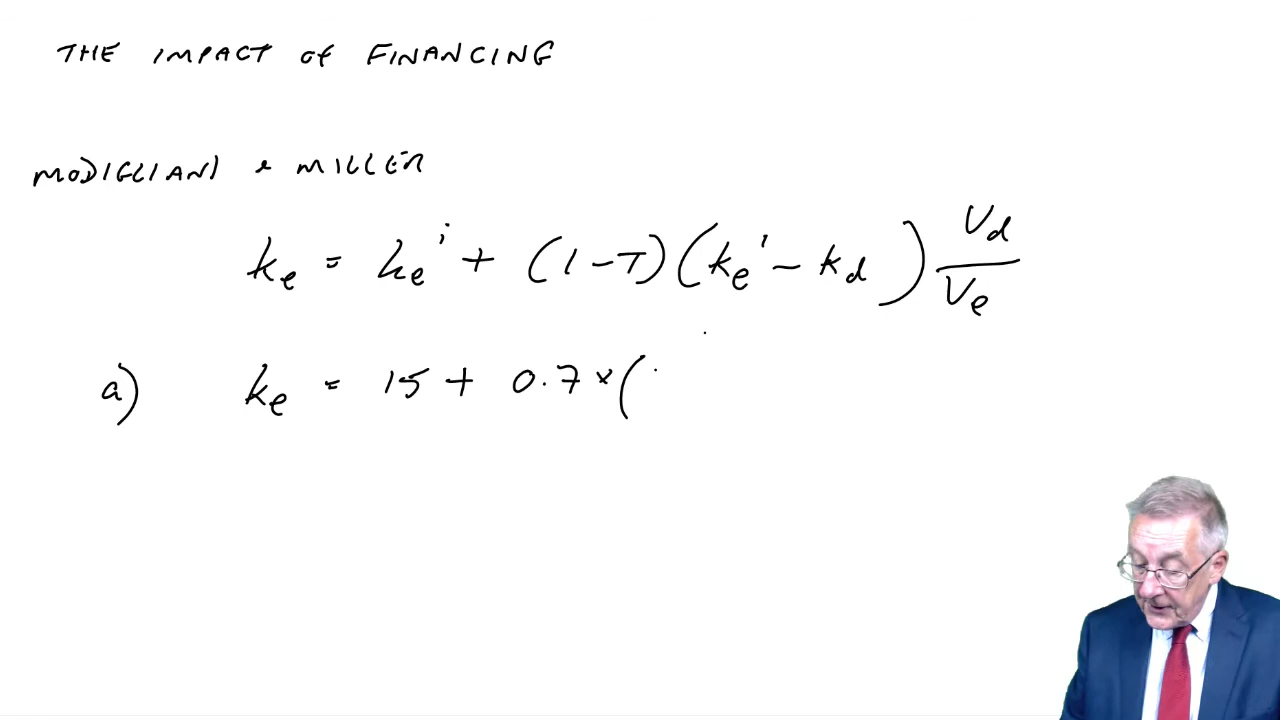 THE IMPACT of FINANCING
MODIGLIANI & MILLER
ke = ke^i + (1-T)(ke^i - kd) Vd/Ve
a) ke = 15 + 0.7 × (